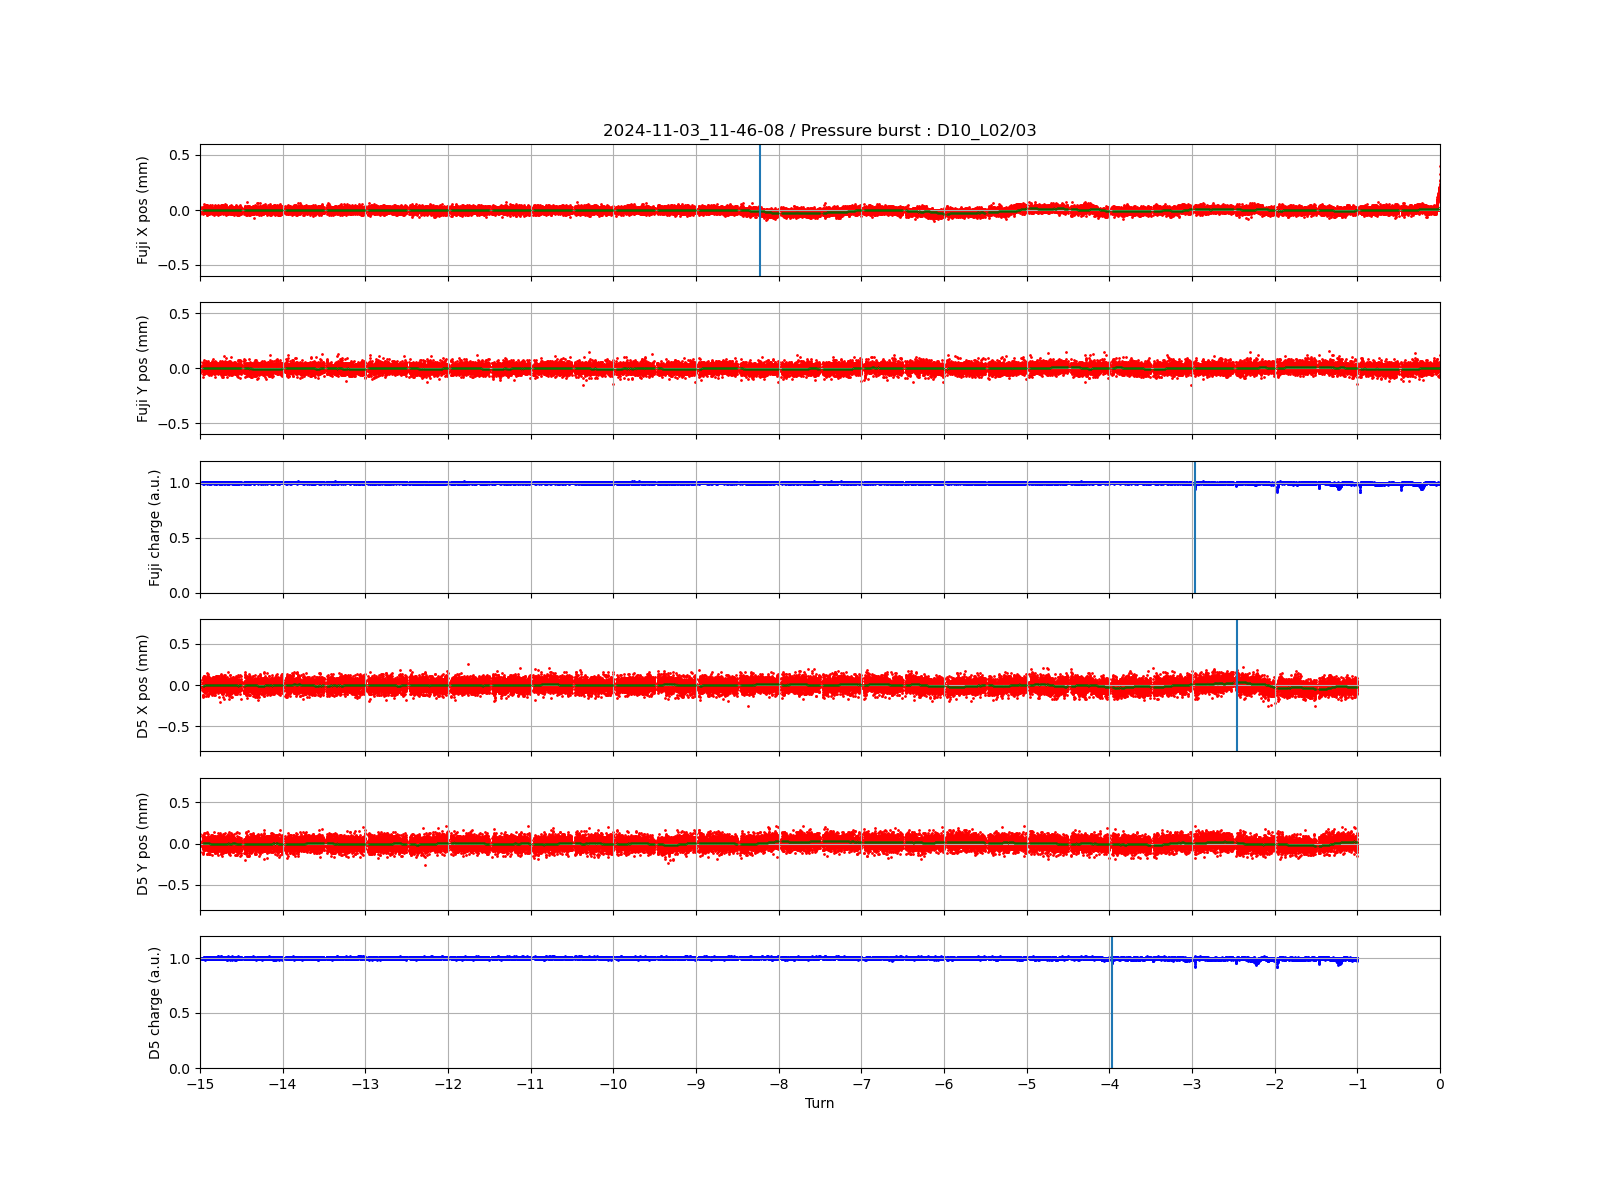 2024-11-03_11-46-08 / Pressure burst : D10_L02/03
Fuji X pos (mm)
0.5
0.0
−0.5
Fuji Y pos (mm)
0.5
0.0
−0.5
Fuji charge (a.u.)
1.0
0.5
0.0
D5 X pos (mm)
0.5
0.0
−0.5
D5 Y pos (mm)
0.5
0.0
−0.5
D5 charge (a.u.)
1.0
0.5
0.0
−15 −14 −13 −12 −11 −10 −9 −8 −7 −6 −5 −4 −3 −2 −1 0
Turn